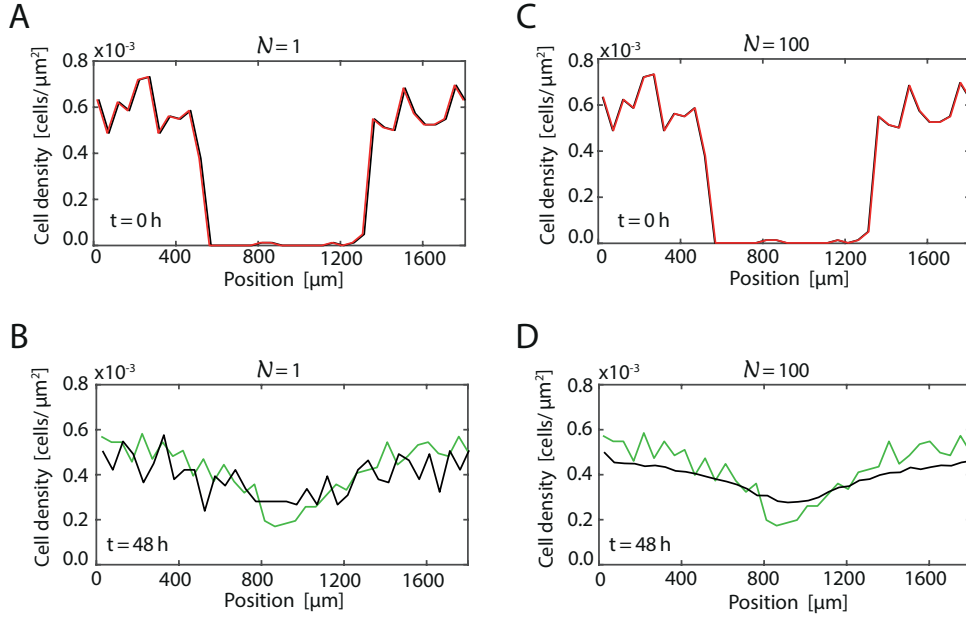 A
x10⁻³
N = 1
0.8
0.6
0.4
0.2
0.0
Cell density [cells/µm²]
t = 0 h
0
400
800
1200
1600
Position [µm]
C
x10⁻³
N = 100
0.8
0.6
0.4
0.2
0.0
Cell density [cells/µm²]
t = 0 h
0
400
800
1200
1600
Position [µm]
B
x10⁻³
N = 1
0.8
0.6
0.4
0.2
0.0
Cell density [cells/µm²]
t = 48 h
0
400
800
1200
1600
Position [µm]
D
x10⁻³
N = 100
0.8
0.6
0.4
0.2
0.0
Cell density [cells/µm²]
t = 48 h
0
400
800
1200
1600
Position [µm]